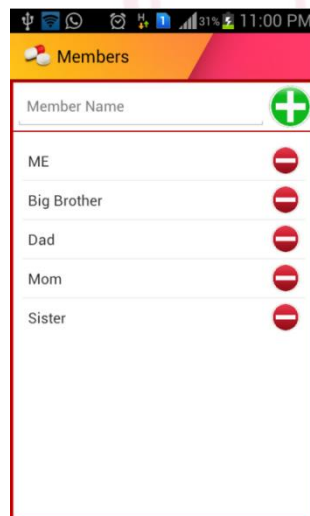 31% 11:00 PM
Members
Member Name
ME
Big Brother
Dad
Mom
Sister